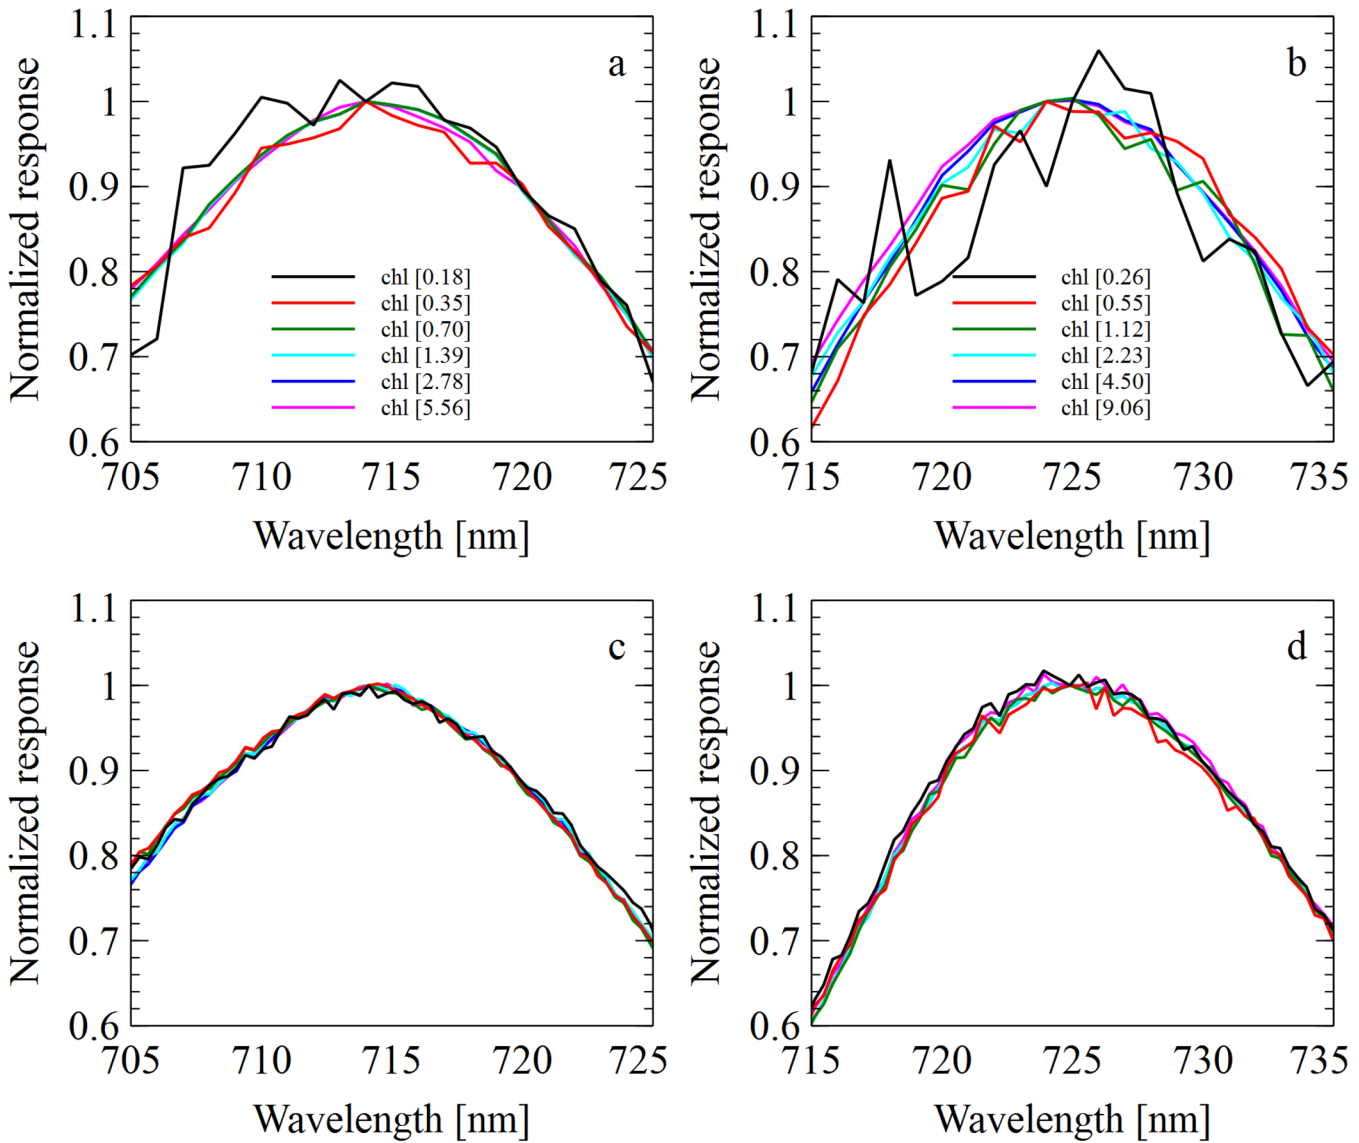 a
Normalized response
1.1
1
0.9
0.8
0.7
0.6
chl [0.18]
chl [0.35]
chl [0.70]
chl [1.39]
chl [2.78]
chl [5.56]
705 710 715 720 725
Wavelength [nm]
b
Normalized response
1.1
1
0.9
0.8
0.7
0.6
chl [0.26]
chl [0.55]
chl [1.12]
chl [2.23]
chl [4.50]
chl [9.06]
715 720 725 730 735
Wavelength [nm]
c
Normalized response
1.1
1
0.9
0.8
0.7
0.6
705 710 715 720 725
Wavelength [nm]
d
Normalized response
1.1
1
0.9
0.8
0.7
0.6
715 720 725 730 735
Wavelength [nm]